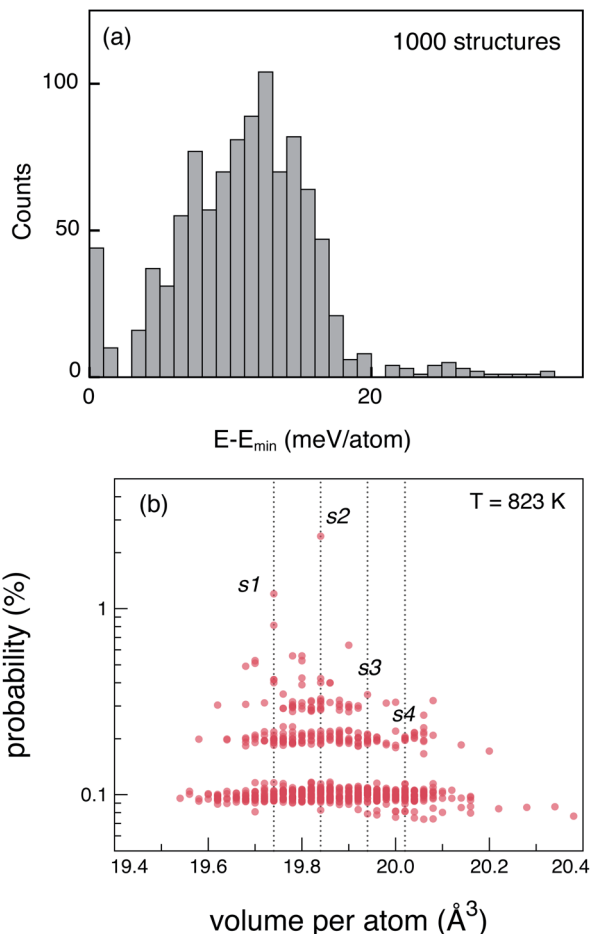 (a)
1000 structures
100
50
0
Counts
0
20
E-Emin (meV/atom)
(b)
T = 823 K
s2
s1
s3
s4
1
0.1
probability (%)
19.4
19.6
19.8
20.0
20.2
20.4
volume per atom (Å3)